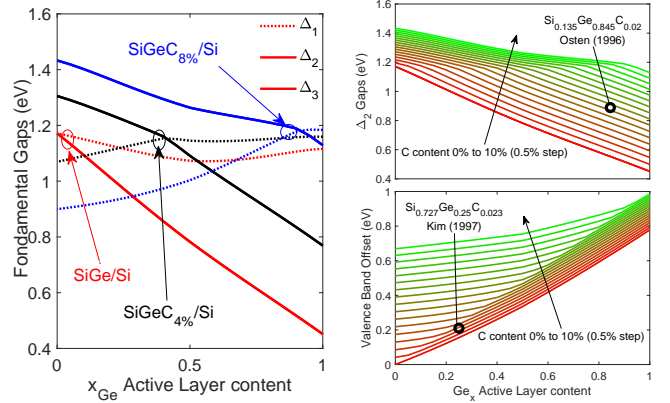 Fondamental Gaps (eV)
1.6
1.4
1.2
1
0.8
1.6
0.4
0 0.5 1
x_Ge Active Layer content
SiGeC8%/Si
Δ1
Δ2
Δ3
SiGe/Si
SiGeC4%/Si
Δ2 Gaps (eV)
1.6
1.4
1.2
1
0.8
0.6
0.4
Si0.135Ge0.845C0.02
Osten (1996)
C content 0% to 10% (0.5% step)
Valence Band Offset (eV)
1
0.8
0.6
0.4
0.2
0
Si0.727Ge0.25C0.023
Kim (1997)
C content 0% to 10% (0.5% step)
0 0.2 0.4 0.6 0.8 1
Ge_x Active Layer content